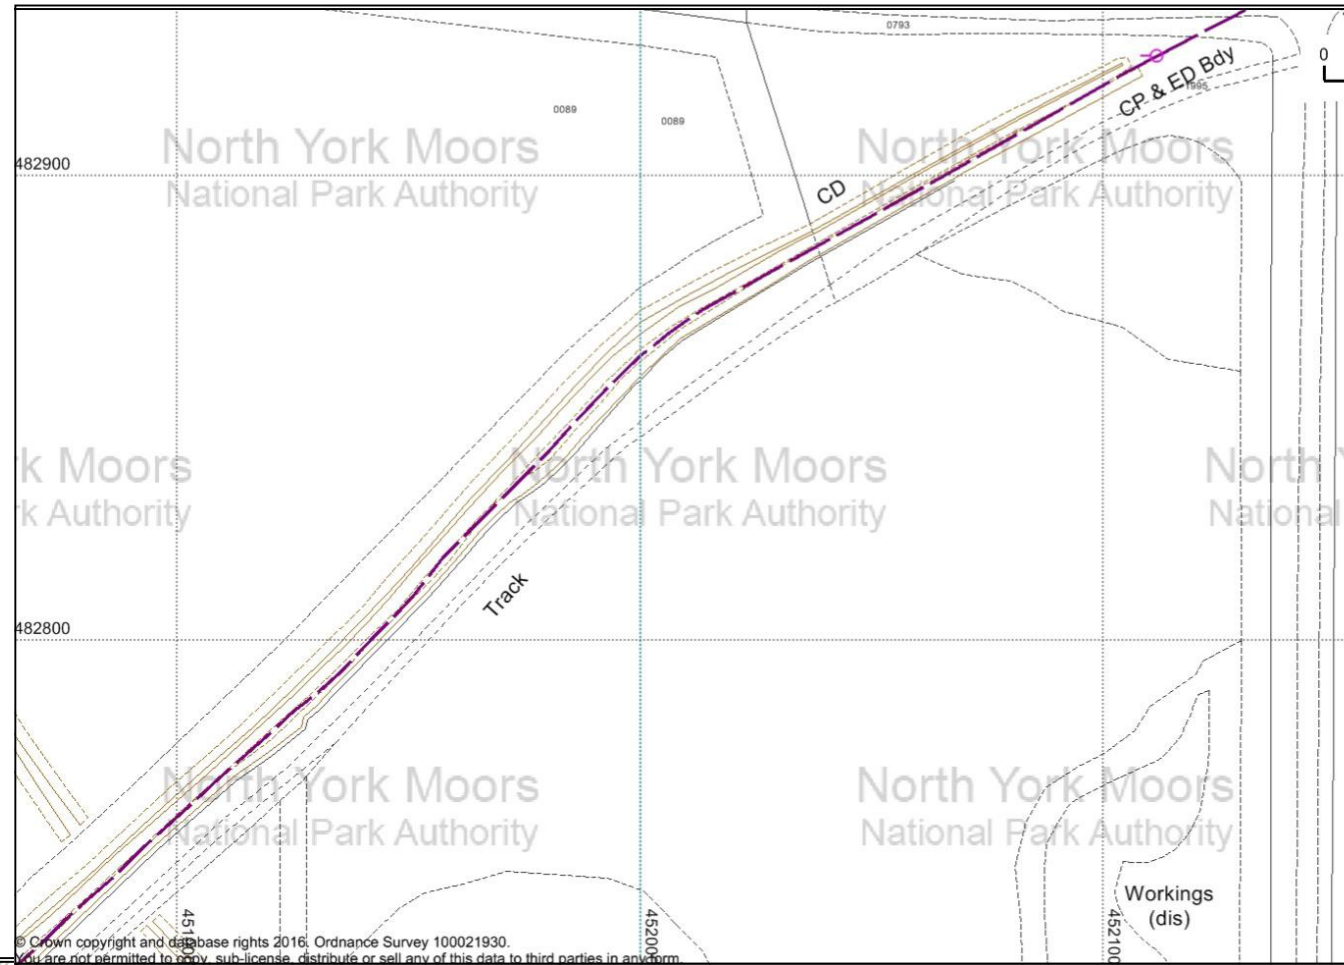 0793
0
CP & ED Bdy
1995
0089
0089
North York Moors
National Park Authority
North York Moors
National Park Authority
482900
CD
k Moors
rk Authority
North York Moors
National Park Authority
North Y
National
Track
482800
North York Moors
National Park Authority
North York Moors
National Park Authority
Workings
(dis)
451900
452000
452100
© Crown copyright and database rights 2016. Ordnance Survey 100021930.
You are not permitted to copy, sub-license, distribute or sell any of this data to third parties in any form.